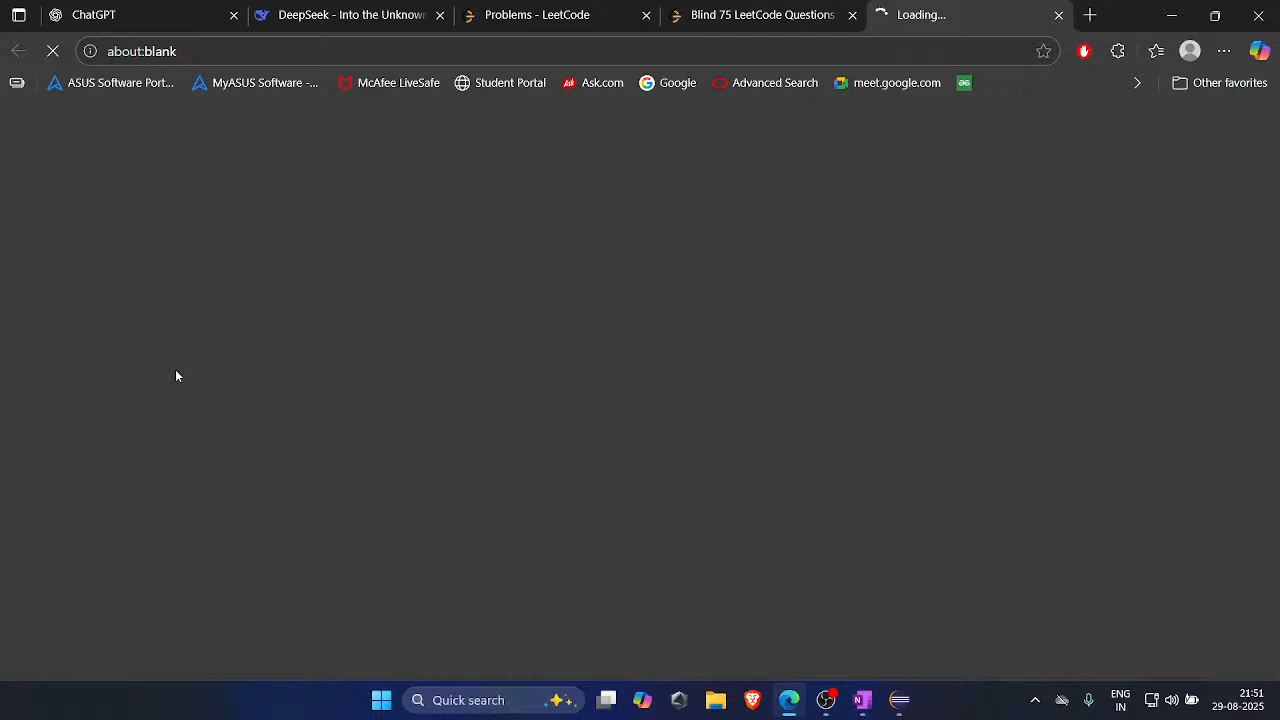 ChatGPT
DeepSeek - Into the Unknown
Problems - LeetCode
Blind 75 LeetCode Questions
Loading...
about:blank
ASUS Software Port...
MyASUS Software -...
McAfee LiveSafe
Student Portal
Ask Ask.com
Google
Advanced Search
meet.google.com
Other favorites
Quick search
ENG
IN
21:51
29-08-2025